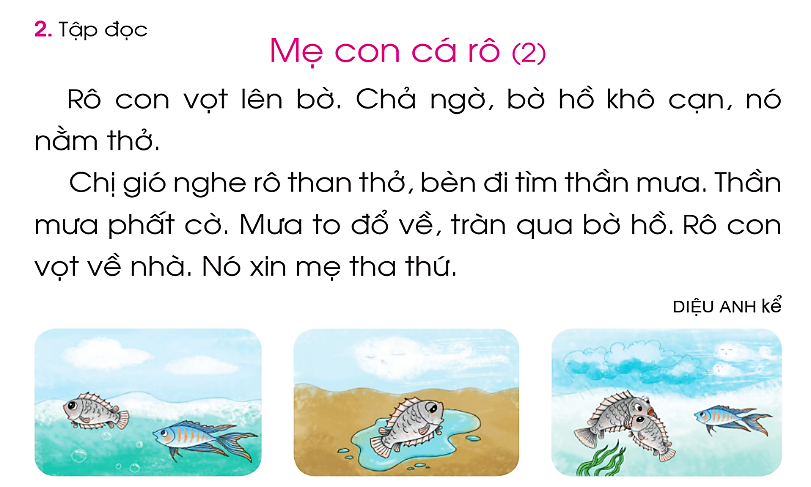 2. Tập đọc
Mẹ con cá rô (2)
Rô con vọt lên bờ. Chả ngờ, bờ hồ khô cạn, nó
nằm thở.
Chị gió nghe rô than thở, bèn đi tìm thần mưa. Thần
mưa phất cờ. Mưa to đổ về, tràn qua bờ hồ. Rô con
vọt về nhà. Nó xin mẹ tha thứ.
DIỆU ANH kể